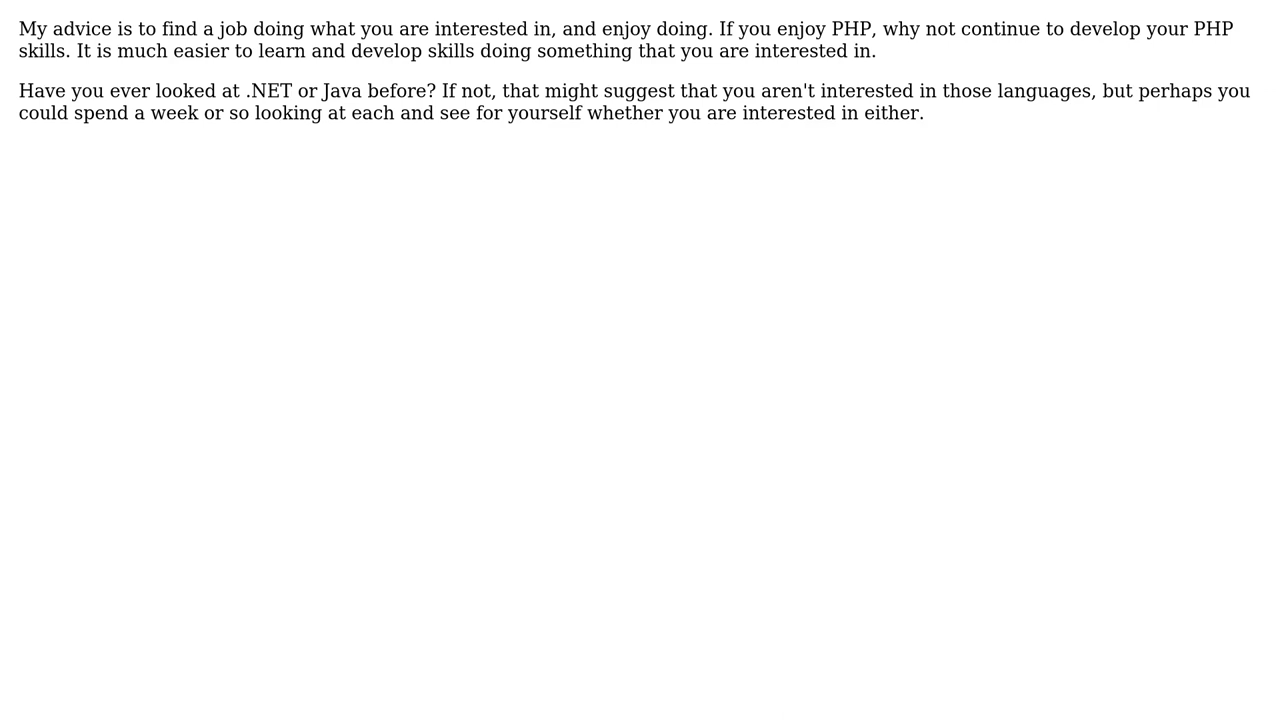 My advice is to find a job doing what you are interested in, and enjoy doing. If you enjoy PHP, why not continue to develop your PHP
skills. It is much easier to learn and develop skills doing something that you are interested in.
Have you ever looked at .NET or Java before? If not, that might suggest that you aren't interested in those languages, but perhaps you
could spend a week or so looking at each and see for yourself whether you are interested in either.